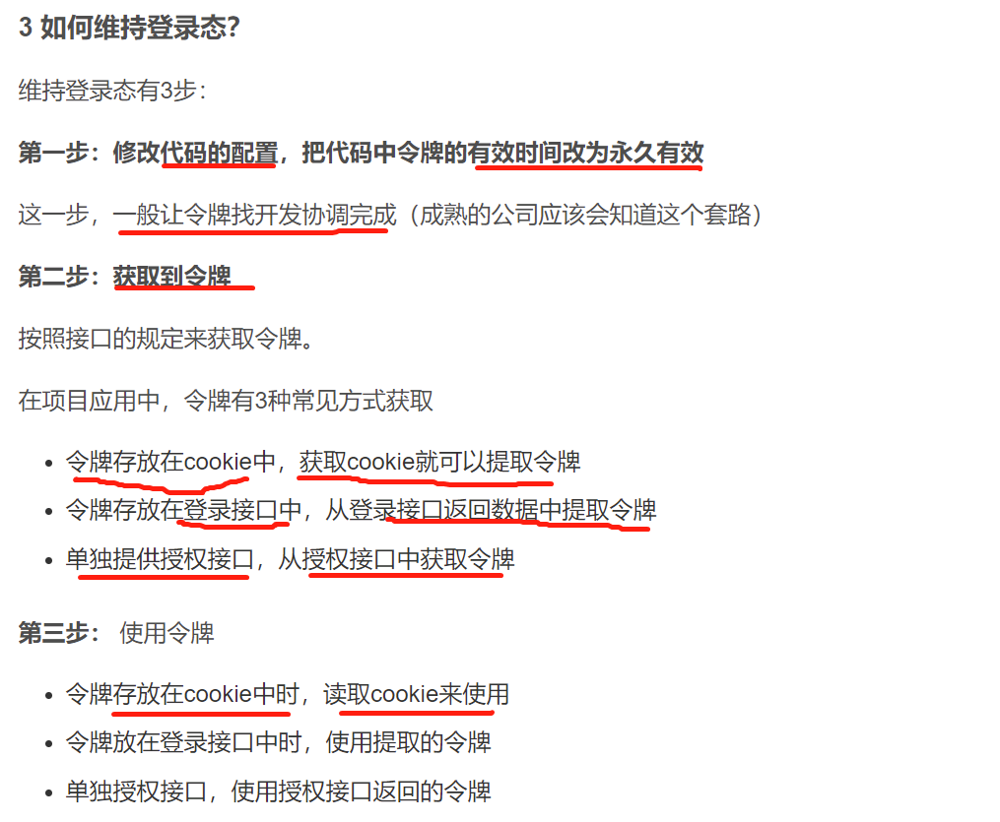 3 如何维持登录态?
维持登录态有3步：
第一步：修改代码的配置，把代码中令牌的有效时间改为永久有效
这一步，一般让令牌找开发协调完成（成熟的公司应该会知道这个套路）
第二步：获取到令牌
按照接口的规定来获取令牌。
在项目应用中，令牌有3种常见方式获取
• 令牌存放在cookie中，获取cookie就可以提取令牌
• 令牌存放在登录接口中，从登录接口返回数据中提取令牌
• 单独提供授权接口，从授权接口中获取令牌
第三步： 使用令牌
• 令牌存放在cookie中时，读取cookie来使用
• 令牌放在登录接口中时，使用提取的令牌
• 单独授权接口，使用授权接口返回的令牌